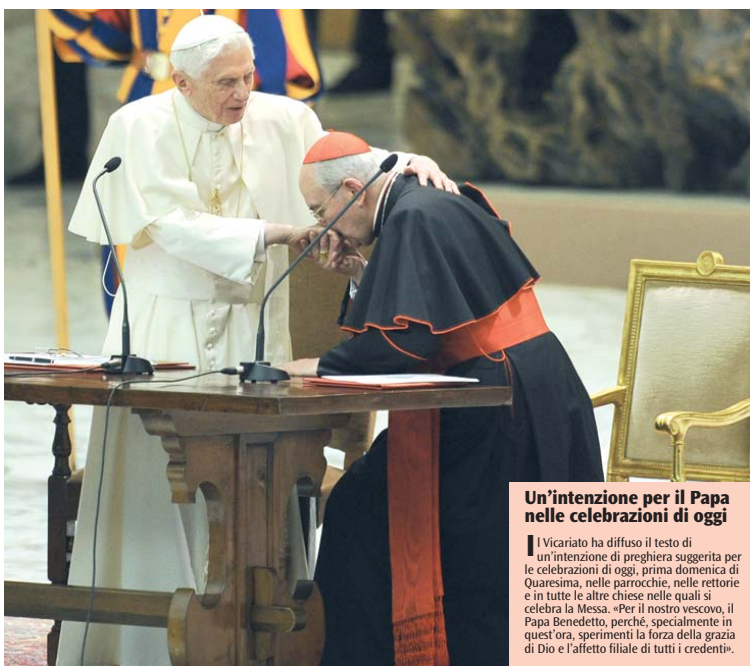 Un’intenzione per il Papa
nelle celebrazioni di oggi
Il Vicariato ha diffuso il testo di
un’intenzione di preghiera suggerita per
le celebrazioni di oggi, prima domenica di
Quaresima, nelle parrocchie, nelle rettorie
e in tutte le altre chiese nelle quali si
celebra la Messa. «Per il nostro vescovo, il
Papa Benedetto, perché, specialmente in
quest’ora, sperimenti la forza della grazia
di Dio e l’affetto filiale di tutti i credenti».